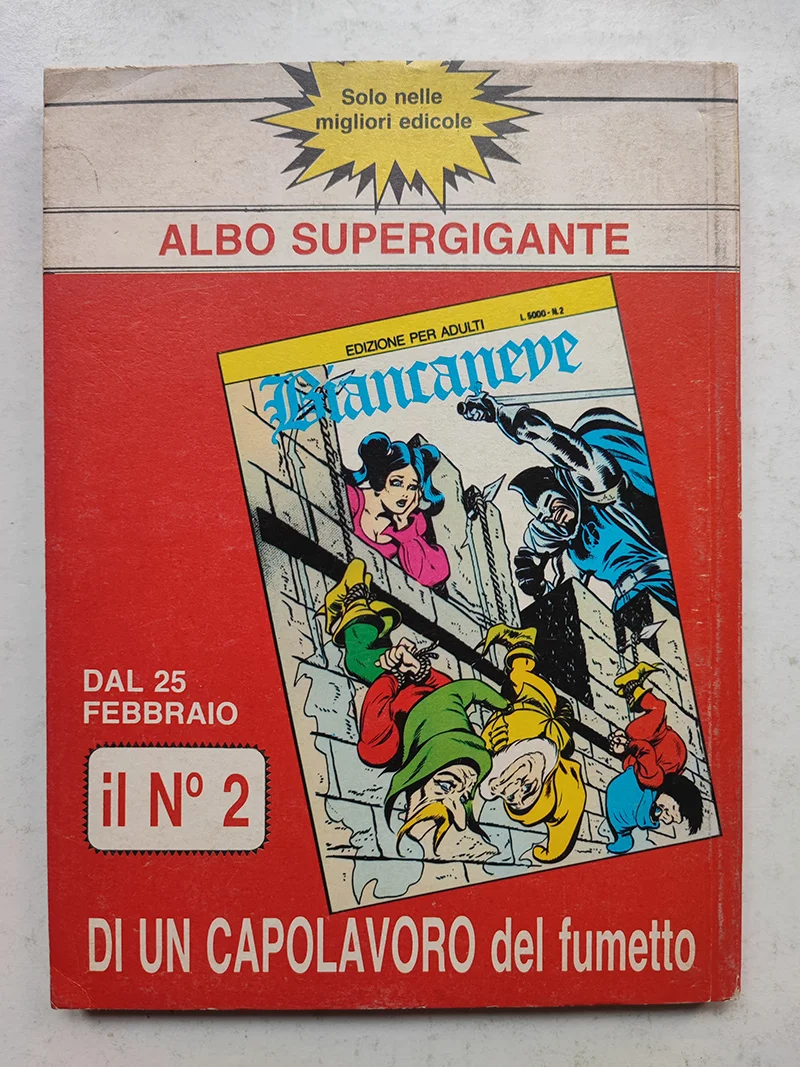 Solo nelle
migliori edicole
ALBO SUPERGIGANTE
EDIZIONE PER ADULTI
L. 5000 - N. 2
Biancaneve
DAL 25
FEBBRAIO
il Nº 2
DI UN CAPOLAVORO del fumetto